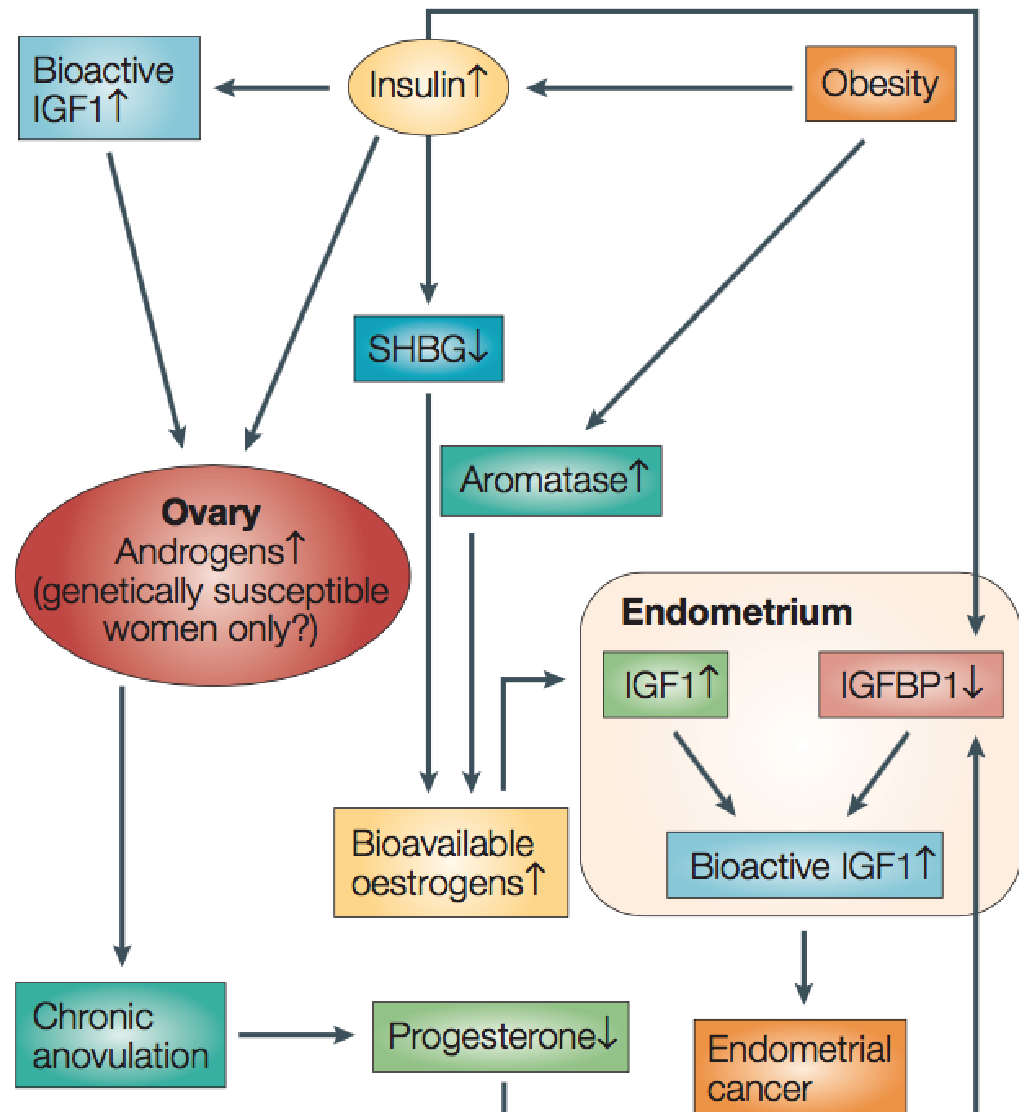 Bioactive
IGF1↑
Insulin↑
Obesity
SHBG↓
Aromatase↑
Ovary
Androgens↑
(genetically susceptible
women only?)
Endometrium
IGF1↑
IGFBP1↓
Bioavailable
oestrogens↑
Bioactive IGF1↑
Chronic
anovulation
Progesterone↓
Endometrial
cancer